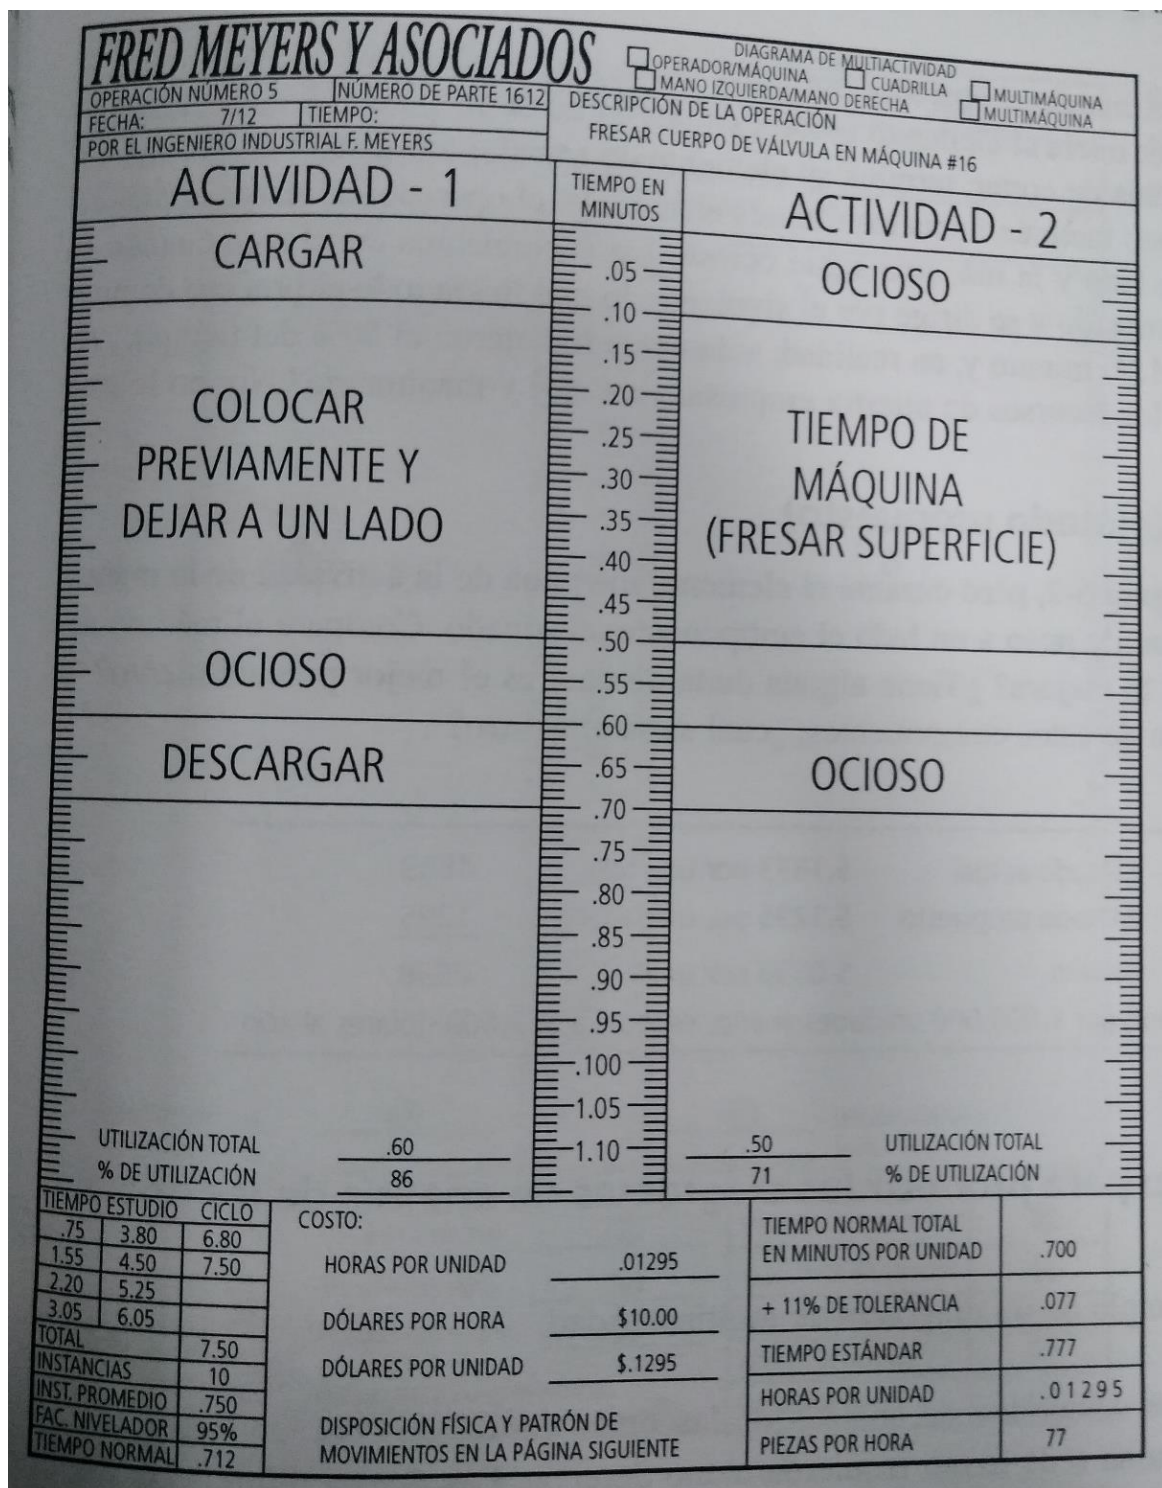 FRED MEYERS Y ASOCIADOS
DIAGRAMA DE MULTIACTIVIDAD
OPERADOR/MÁQUINA
CUADRILLA
MULTIMÁQUINA
MANO IZQUIERDA/MANO DERECHA
MULTIMÁQUINA
OPERACIÓN NÚMERO 5
NÚMERO DE PARTE 1612
FECHA: 7/12
TIEMPO:
POR EL INGENIERO INDUSTRIAL F. MEYERS
DESCRIPCIÓN DE LA OPERACIÓN
FRESAR CUERPO DE VÁLVULA EN MÁQUINA #16
ACTIVIDAD - 1
TIEMPO EN
MINUTOS
ACTIVIDAD - 2
CARGAR
COLOCAR
PREVIAMENTE Y
DEJAR A UN LADO
OCIOSO
DESCARGAR
.05
.10
.15
.20
.25
.30
.35
.40
.45
.50
.55
.60
.65
.70
.75
.80
.85
.90
.95
.100
1.05
1.10
OCIOSO
TIEMPO DE
MÁQUINA
(FRESAR SUPERFICIE)
OCIOSO
UTILIZACIÓN TOTAL .60
% DE UTILIZACIÓN 86
.50 UTILIZACIÓN TOTAL
71 % DE UTILIZACIÓN
TIEMPO ESTUDIO CICLO
.75 3.80 6.80
1.55 4.50 7.50
2.20 5.25
3.05 6.05
TOTAL 7.50
INSTANCIAS 10
INST. PROMEDIO .750
FAC. NIVELADOR 95%
TIEMPO NORMAL .712
COSTO:
HORAS POR UNIDAD .01295
DÓLARES POR HORA $10.00
DÓLARES POR UNIDAD $.1295
DISPOSICIÓN FÍSICA Y PATRÓN DE
MOVIMIENTOS EN LA PÁGINA SIGUIENTE
TIEMPO NORMAL TOTAL
EN MINUTOS POR UNIDAD .700
+ 11% DE TOLERANCIA .077
TIEMPO ESTÁNDAR .777
HORAS POR UNIDAD .01295
PIEZAS POR HORA 77